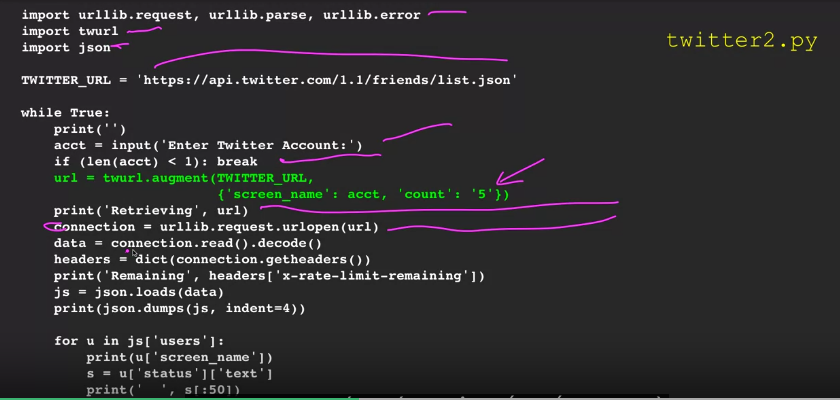 import urllib.request, urllib.parse, urllib.error
import twurl
import json
twitter2.py
TWITTER_URL = 'https://api.twitter.com/1.1/friends/list.json'
while True:
    print('')
    acct = input('Enter Twitter Account:')
    if (len(acct) < 1): break
    url = twurl.augment(TWITTER_URL,
                        {'screen_name': acct, 'count': '5'})
    print('Retrieving', url)
    connection = urllib.request.urlopen(url)
    data = connection.read().decode()
    headers = dict(connection.getheaders())
    print('Remaining', headers['x-rate-limit-remaining'])
    js = json.loads(data)
    print(json.dumps(js, indent=4))
    for u in js['users']:
        print(u['screen_name'])
        s = u['status']['text']
        print('  ', s[:50])